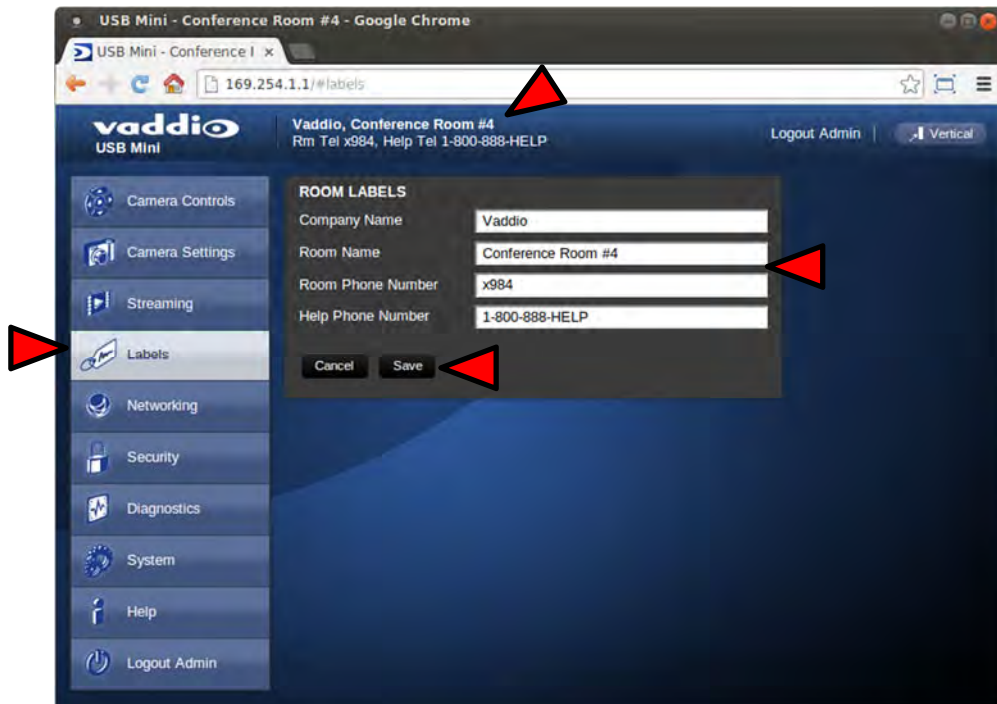 USB Mini - Conference Room #4 - Google Chrome
USB Mini - Conference I ×
169.254.1.1/#labels
vaddio
USB Mini
Vaddio, Conference Room #4
Rm Tel x984, Help Tel 1-800-888-HELP
Logout Admin | Vertical
Camera Controls
Camera Settings
Streaming
Labels
Networking
Security
Diagnostics
System
Help
Logout Admin
ROOM LABELS
Company Name Vaddio
Room Name Conference Room #4
Room Phone Number x984
Help Phone Number 1-800-888-HELP
Cancel Save